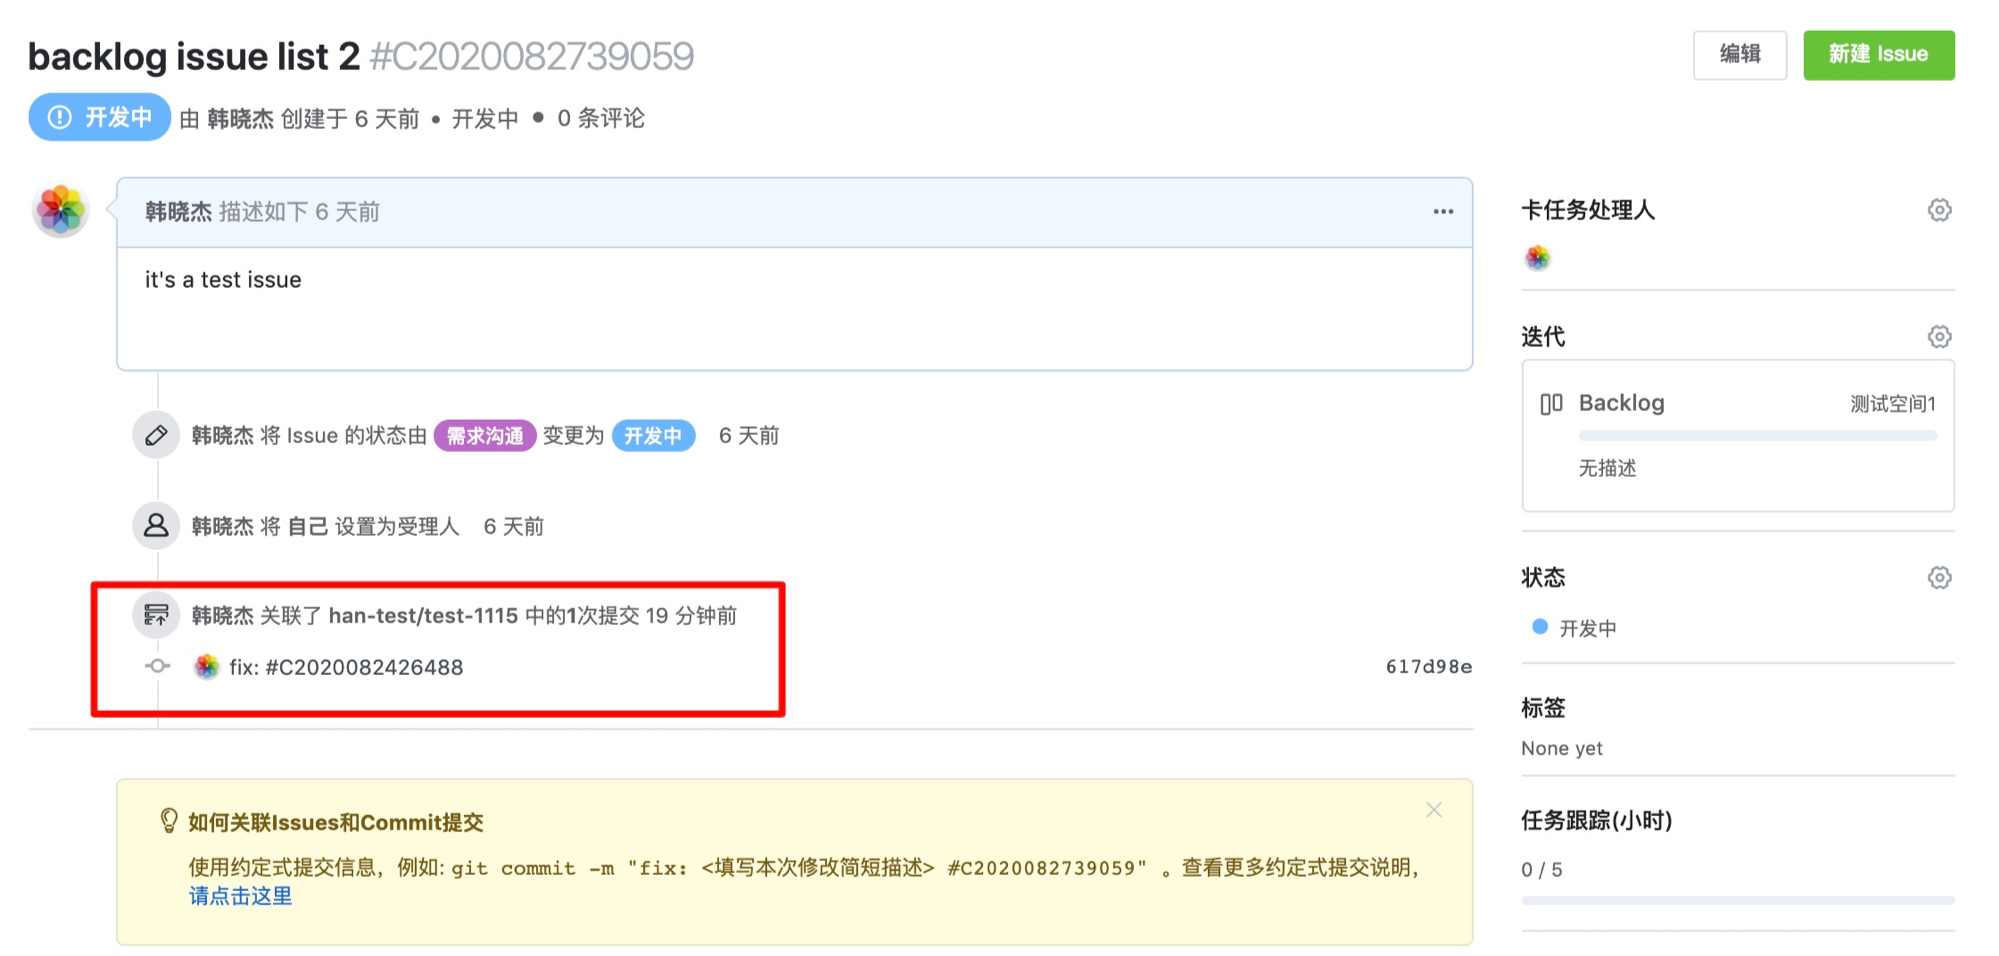 backlog issue list 2 #C2020082739059
编辑
新建 Issue
开发中 由 韩晓杰 创建于 6 天前 • 开发中 • 0 条评论
韩晓杰 描述如下 6 天前
it's a test issue
韩晓杰 将 Issue 的状态由 需求沟通 变更为 开发中 6 天前
韩晓杰 将 自己 设置为受理人 6 天前
韩晓杰 关联了 han-test/test-1115 中的1次提交 19 分钟前
fix: #C2020082426488
617d98e
如何关联Issues和Commit提交
使用约定式提交信息，例如: git commit -m "fix: <填写本次修改简短描述> #C2020082739059" 。查看更多约定式提交说明，
请点击这里
卡任务处理人
迭代
Backlog 测试空间1
无描述
状态
开发中
标签
None yet
任务跟踪(小时)
0 / 5